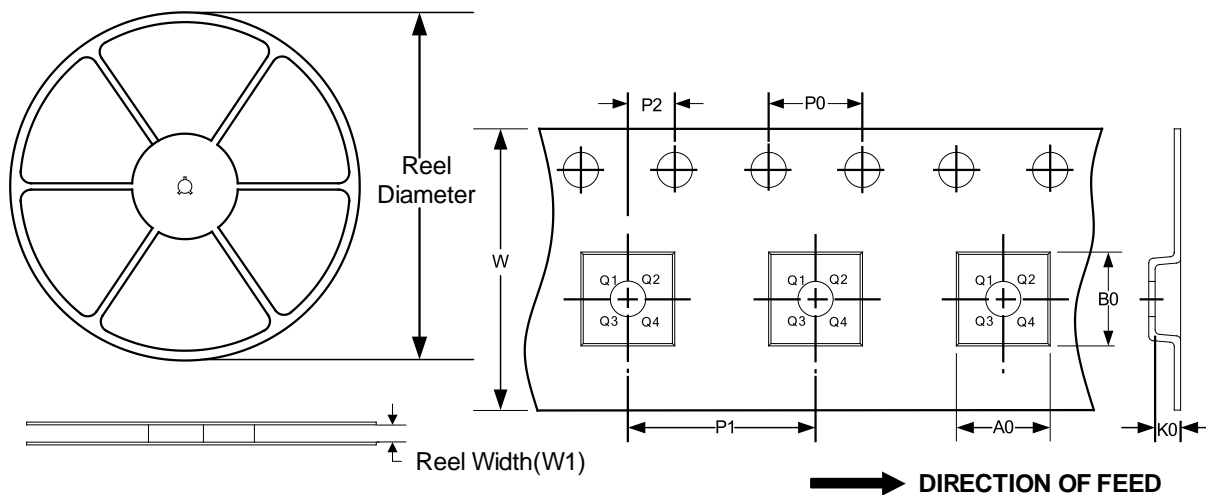 Reel
Diameter
Reel Width(W1)
P2
P0
W
Q1 Q2
Q3 Q4
Q1 Q2
Q3 Q4
Q1 Q2
Q3 Q4
B0
P1
A0
K0
DIRECTION OF FEED